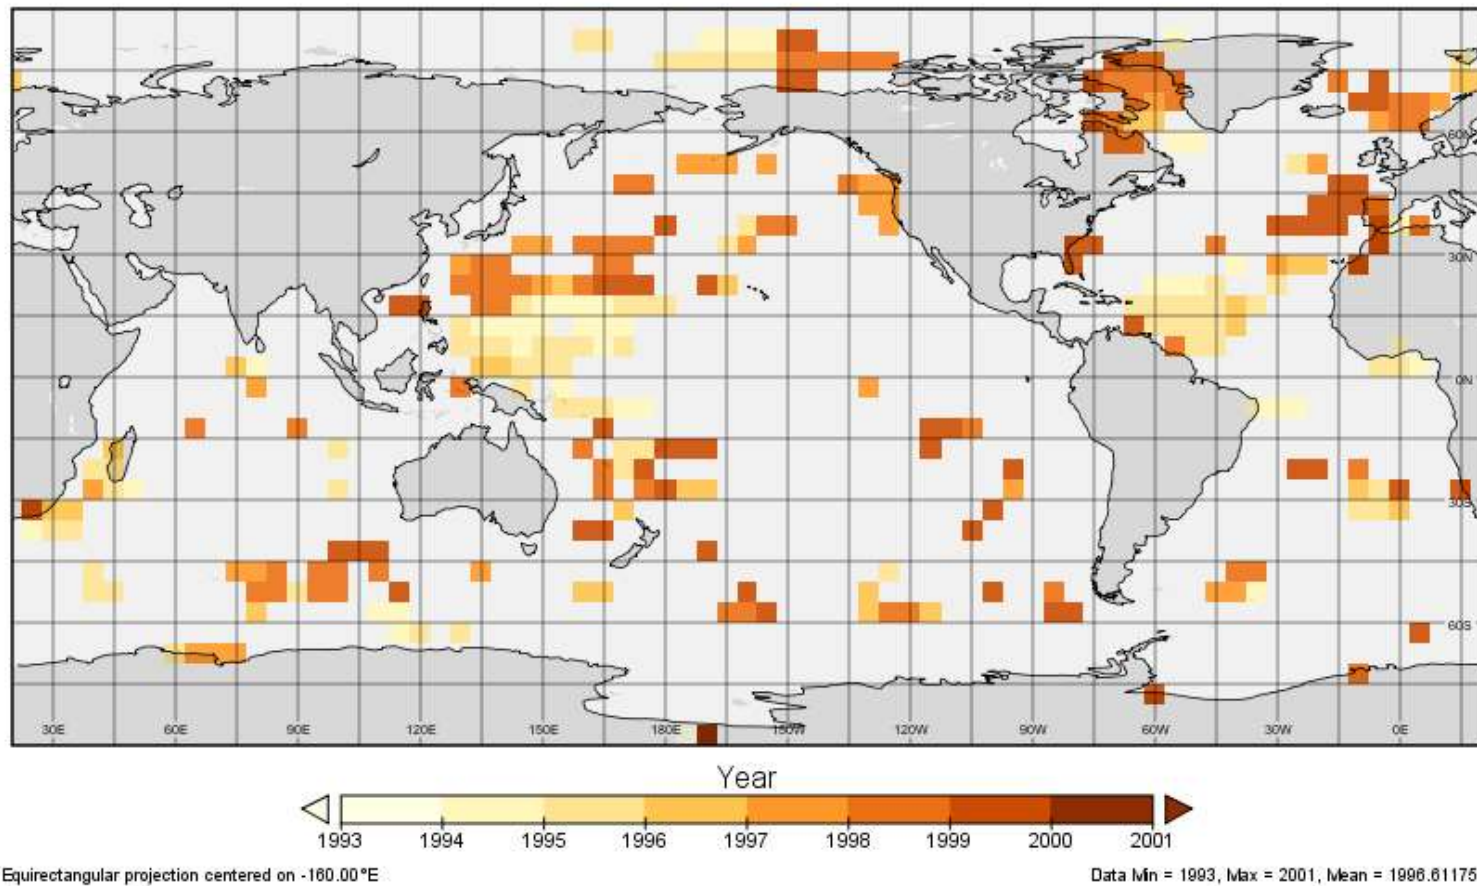 60N
30N
0N
30S
60S
30E 60E 90E 120E 150E 180E 150W 120W 90W 60W 30W 0E
Year
1993 1994 1995 1996 1997 1998 1999 2000 2001
Equirectangular projection centered on -160.00°E Data Min = 1993, Max = 2001, Mean = 1996.61175